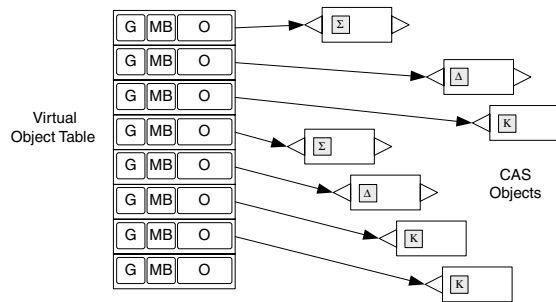 G MB O
Σ
G MB O
Δ
G MB O
K
Virtual
Object Table
G MB O
Σ
CAS
Objects
G MB O
Δ
G MB O
K
G MB O
K
G MB O